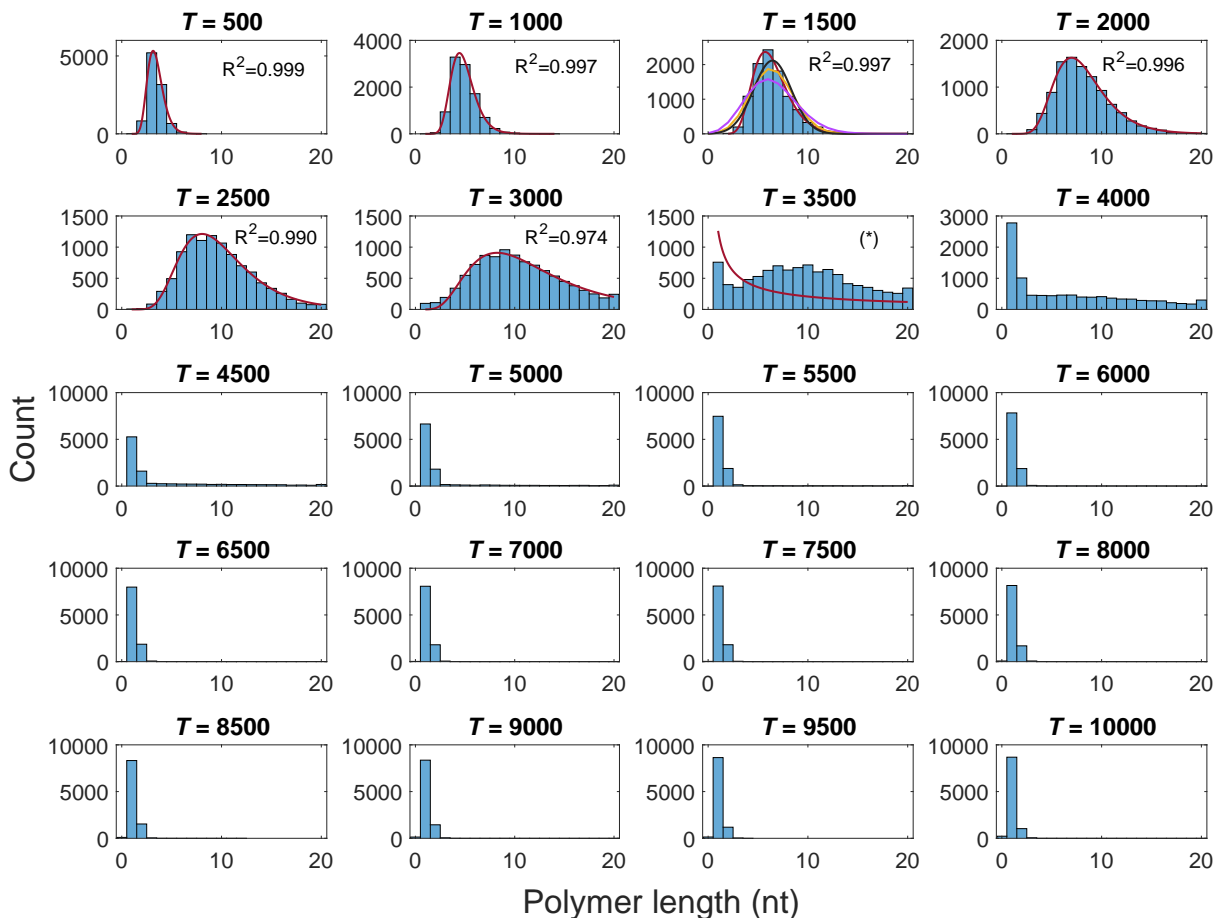 T = 500
T = 1000
T = 1500
T = 2000
5000
0
0 10 20
R²=0.999
4000
2000
0
0 10 20
R²=0.997
2000
1000
0
0 10 20
R²=0.997
2000
1000
0
0 10 20
R²=0.996
T = 2500
T = 3000
T = 3500
T = 4000
1500
1000
500
0
0 10 20
R²=0.990
1500
1000
500
0
0 10 20
R²=0.974
1500
1000
500
0
0 10 20
(*)
3000
2000
1000
0
0 10 20
T = 4500
T = 5000
T = 5500
T = 6000
10000
5000
0
0 10 20
10000
5000
0
0 10 20
10000
5000
0
0 10 20
10000
5000
0
0 10 20
T = 6500
T = 7000
T = 7500
T = 8000
10000
5000
0
0 10 20
10000
5000
0
0 10 20
10000
5000
0
0 10 20
10000
5000
0
0 10 20
T = 8500
T = 9000
T = 9500
T = 10000
10000
5000
0
0 10 20
10000
5000
0
0 10 20
10000
5000
0
0 10 20
10000
5000
0
0 10 20
Count
Polymer length (nt)